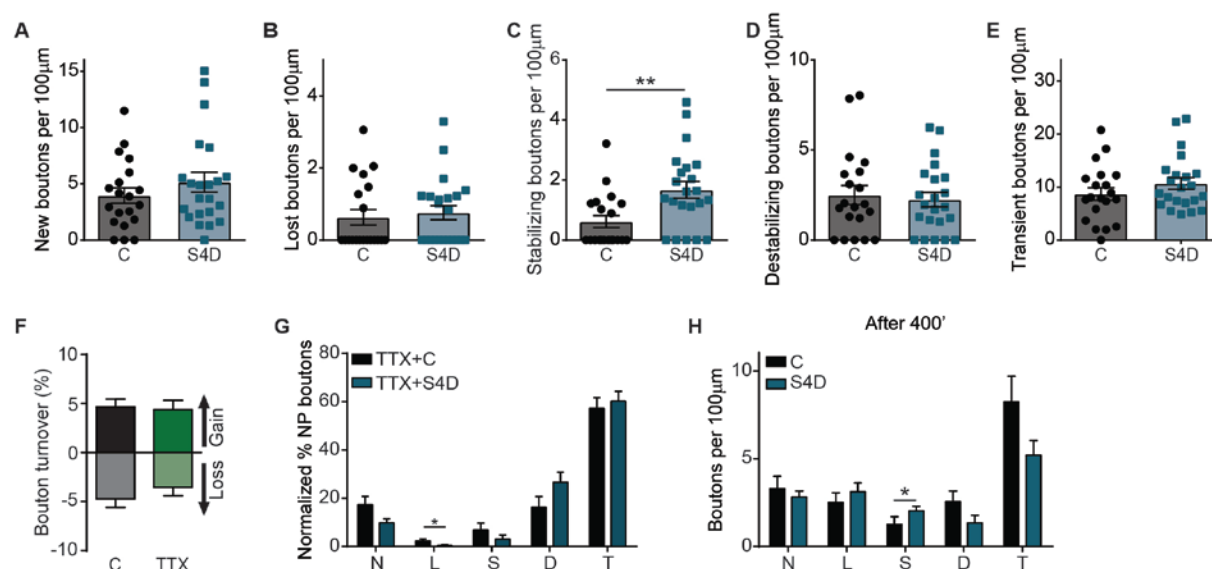 A
New boutons per 100μm
15
10
5
0
C
S4D
B
Lost boutons per 100μm
4
2
0
C
S4D
C
Stabilizing boutons per 100μm
6
4
2
0
**
C
S4D
D
Destabilizing boutons per 100μm
10
5
0
C
S4D
E
Transient boutons per 100μm
30
20
10
0
C
S4D
F
Bouton turnover (%)
10
5
0
-5
-10
Gain
Loss
C
TTX
G
Normalized % NP boutons
80
60
40
20
0
TTX+C
TTX+S4D
*
N
L
S
D
T
H
After 400'
Boutons per 100μm
10
5
0
C
S4D
*
N
L
S
D
T